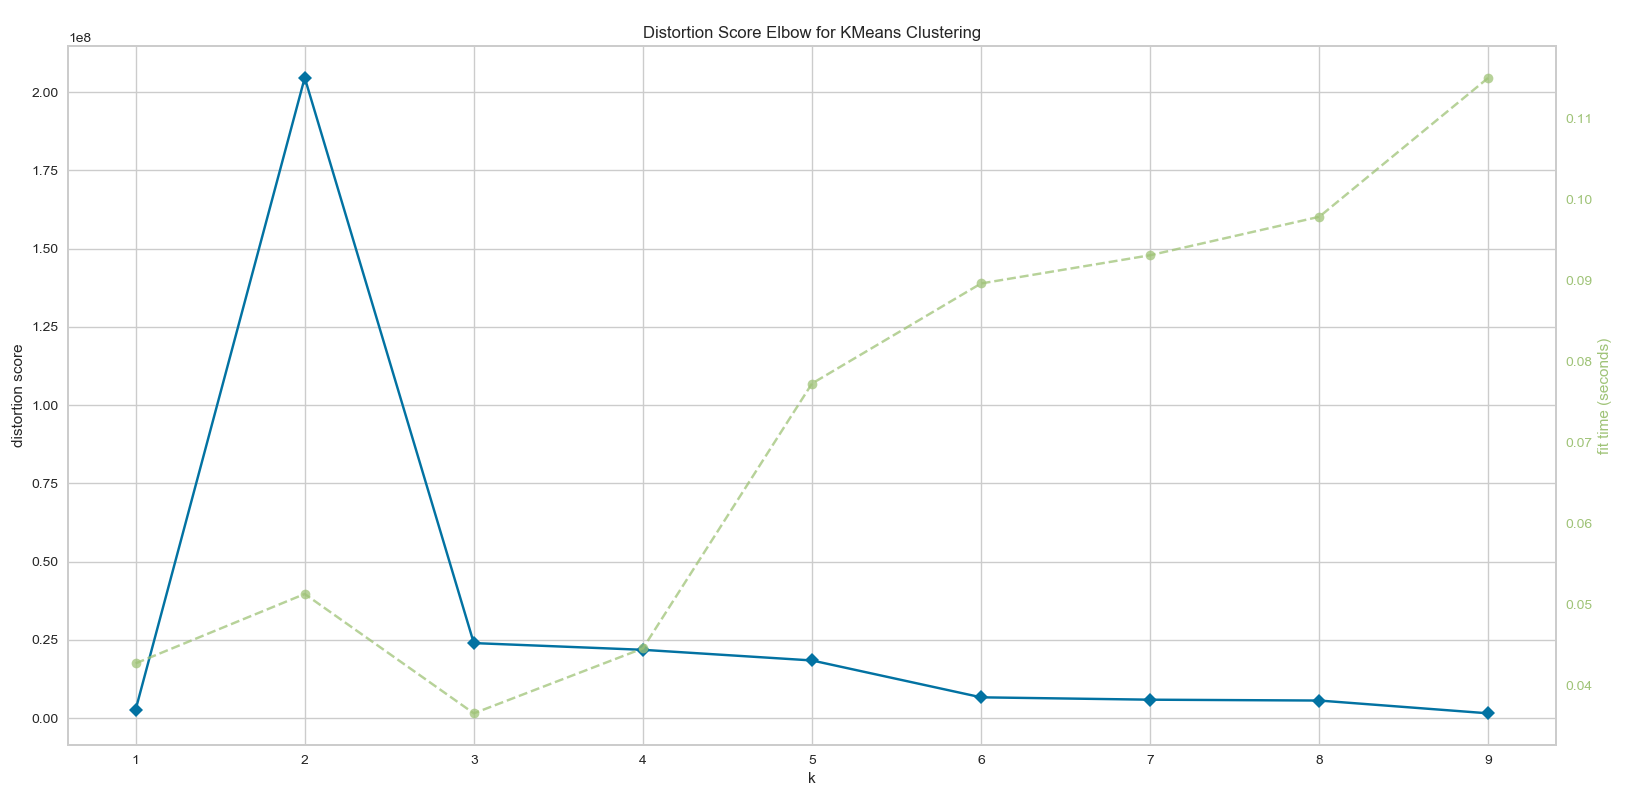 Distortion Score Elbow for KMeans Clustering
1e8
2.00
1.75
1.50
1.25
1.00
0.75
0.50
0.25
0.00
distortion score
0.11
0.10
0.09
0.08
0.07
0.06
0.05
0.04
fit time (seconds)
1 2 3 4 5 6 7 8 9
k